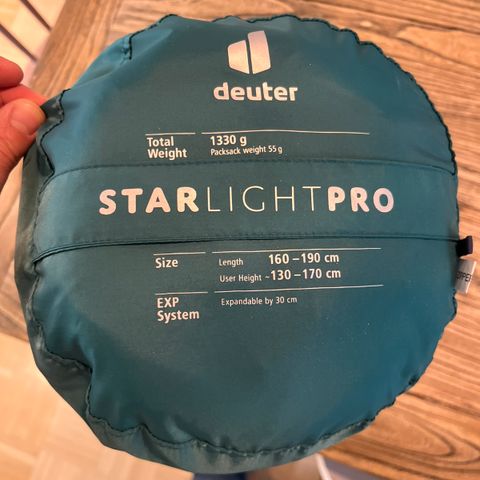 deuter
Total Weight 1330 g
Packsack weight 55 g
STARLIGHTPRO
Size Length 160 – 190 cm
User Height ~130 – 170 cm
EXP System Expandable by 30 cm